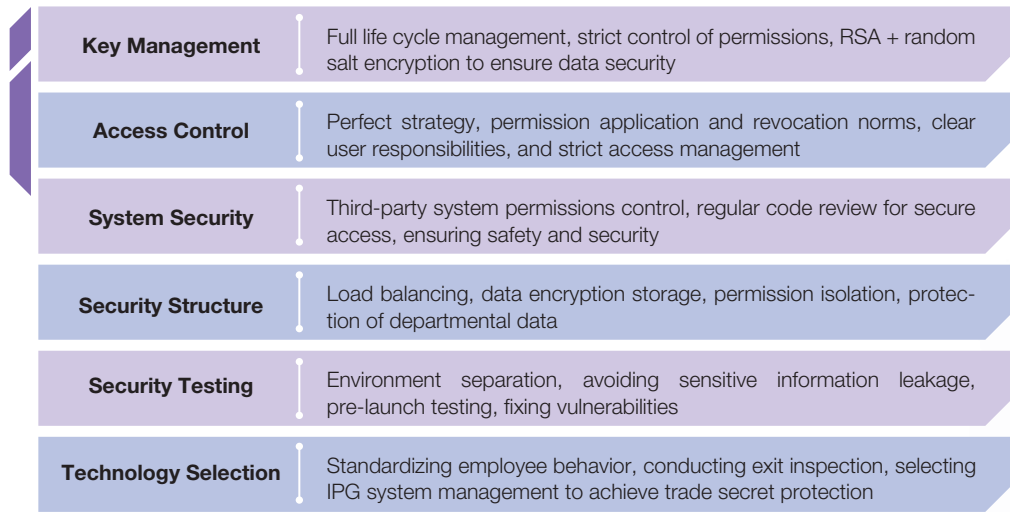 Key Management
Full life cycle management, strict control of permissions, RSA + random
salt encryption to ensure data security
Access Control
Perfect strategy, permission application and revocation norms, clear
user responsibilities, and strict access management
System Security
Third-party system permissions control, regular code review for secure
access, ensuring safety and security
Security Structure
Load balancing, data encryption storage, permission isolation, protec-
tion of departmental data
Security Testing
Environment separation, avoiding sensitive information leakage,
pre-launch testing, fixing vulnerabilities
Technology Selection
Standardizing employee behavior, conducting exit inspection, selecting
IPG system management to achieve trade secret protection